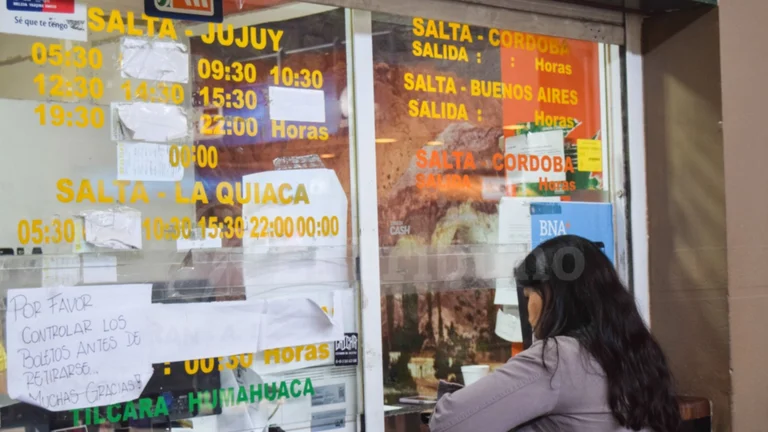 Sé que te tengo
SALTA - JUJUY
05:30
09:30 10:30
12:30 14:30 15:30
19:30
22:00 Horas
00:00
SALTA - LA QUIACA
05:30
10:30 15:30 22:00 00:00
POR FAVOR
CONTROLAR LOS
BOLETOS ANTES DE
RETIRARSE...
MUCHAS GRACIAS!!
: 00:30 Horas
TILCARA HUMAHUACA
SALTA - CORDOBA
SALIDA : : Horas
SALTA - BUENOS AIRES
SALIDA : Horas
SALTA - CORDOBA
SALIDA Horas
CASH
BNA